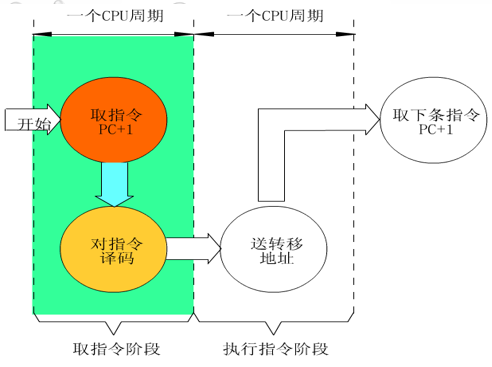 一个CPU周期
一个CPU周期
开始
取指令
PC+1
取下条指令
PC+1
对指令
译码
送转移
地址
取指令阶段
执行指令阶段